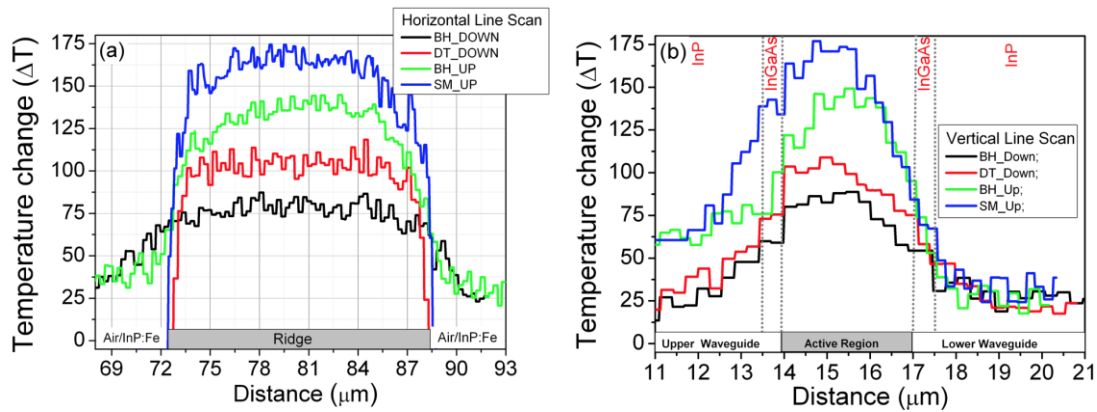 (a)
Horizontal Line Scan
BH_DOWN
DT_DOWN
BH_UP
SM_UP
Temperature change (ΔT)
175
150
125
100
75
50
25
0
Air/InP:Fe
Ridge
Air/InP:Fe
69 72 75 78 81 84 87 90 93
Distance (μm)
(b)
InP
InGaAs
InGaAs
InP
Vertical Line Scan
BH_Down;
DT_Down;
BH_Up;
SM_Up;
Temperature change (ΔT)
175
150
125
100
75
50
25
0
Upper Waveguide
Active Region
Lower Waveguide
11 12 13 14 15 16 17 18 19 20 21
Distance (μm)